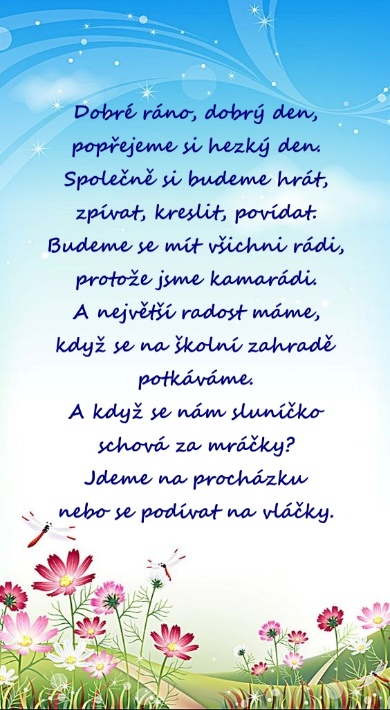 Dobré ráno, dobrý den,
popřejeme si hezký den.
Společně si budeme hrát,
zpívat, kreslit, povídat.
Budeme se mít všichni rádi,
protože jsme kamarádi.
A největší radost máme,
když se na školní zahradě
potkáváme.
A když se nám sluníčko
schová za mráčky?
Jdeme na procházku
nebo se podívat na vláčky.